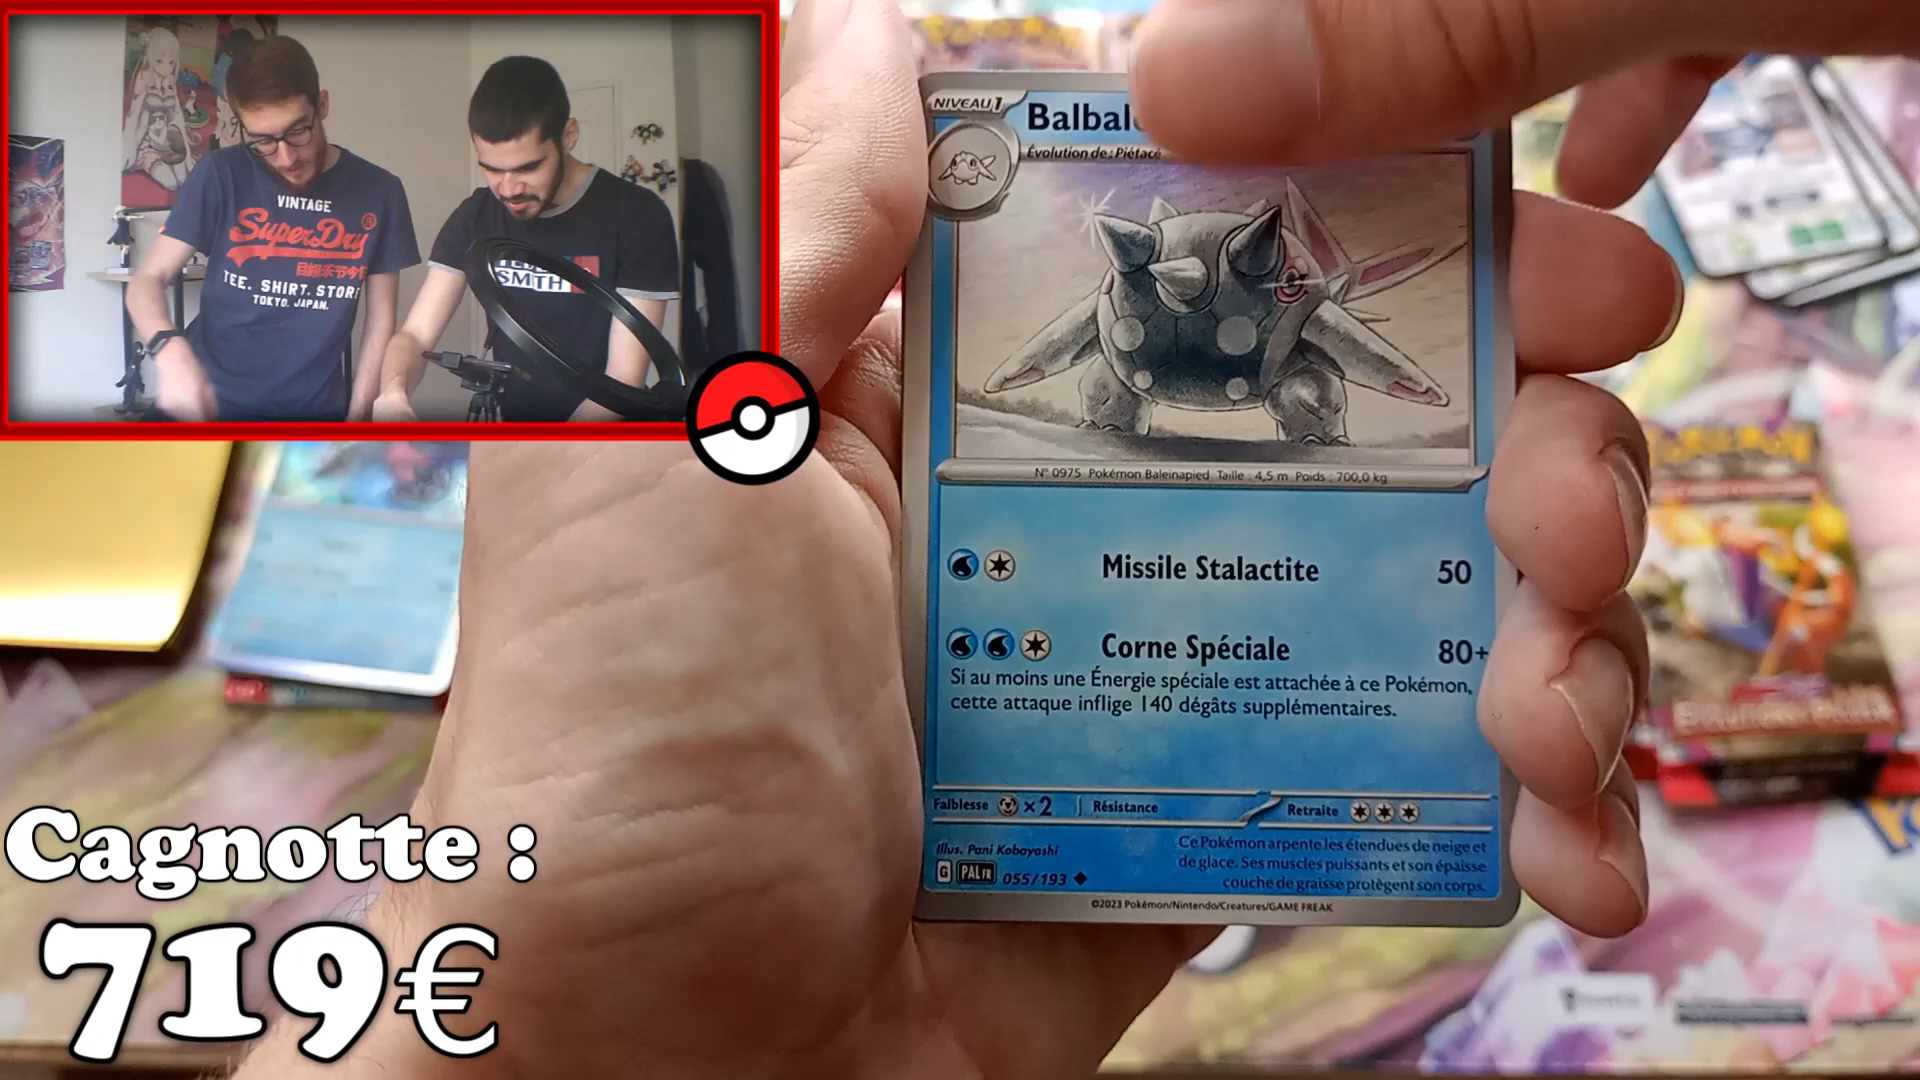 VINTAGE
SuperDry
TEE. SHIRT. STORE
TOKYO. JAPAN.
SMTH
NIVEAU 1
Balbal
Évolution de : Piétacé
N° 0975 Pokémon Baleinapied Taille : 4,5 m Poids : 700,0 kg
Missile Stalactite 50
Corne Spéciale 80+
Si au moins une Énergie spéciale est attachée à ce Pokémon,
cette attaque inflige 140 dégâts supplémentaires.
Faiblesse ×2 Résistance Retraite
Illus. Pani Kobayashi
G PAL FR 055/193
Ce Pokémon arpente les étendues de neige et
de glace. Ses muscles puissants et son épaisse
couche de graisse protègent son corps.
©2023 Pokémon/Nintendo/Creatures/GAME FREAK
Cagnotte :
719€